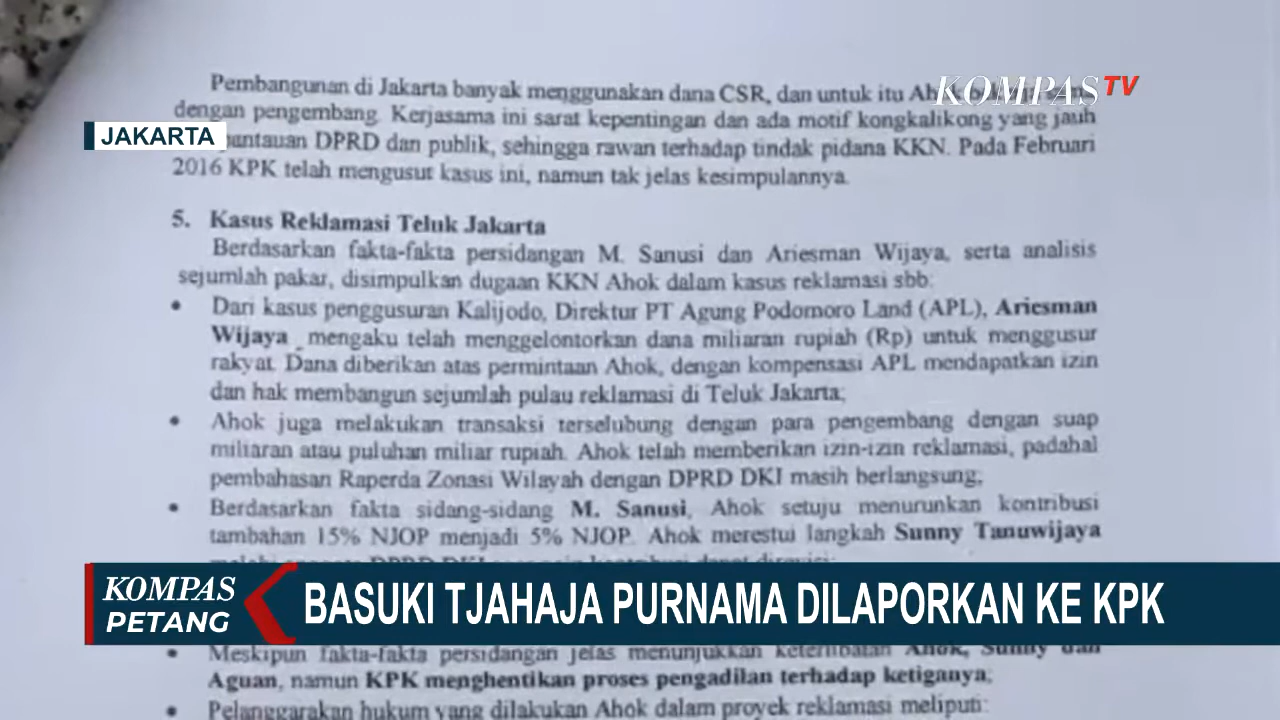 Pembangunan di Jakarta banyak menggunakan dana CSR, dan untuk itu
KOMPASTV
dengan pengembang. Kerjasama ini sarat kepentingan dan ada motif kongkalikong yang jauh
JAKARTA
pantauan DPRD dan publik, sehingga rawan terhadap tindak pidana KKN. Pada Februari
2016 KPK telah mengusut kasus ini, namun tak jelas kesimpulannya.
5. Kasus Reklamasi Teluk Jakarta
Berdasarkan fakta-fakta persidangan M. Sanusi dan Ariesman Wijaya, serta analisis
sejumlah pakar, disimpulkan dugaan KKN Ahok dalam kasus reklamasi sbb:
• Dari kasus penggusuran Kalijodo, Direktur PT Agung Podomoro Land (APL), Ariesman
Wijaya mengaku telah menggelontorkan dana miliaran rupiah (Rp) untuk menggusur
rakyat. Dana diberikan atas permintaan Ahok, dengan kompensasi APL mendapatkan izin
dan hak membangun sejumlah pulau reklamasi di Teluk Jakarta;
• Ahok juga melakukan transaksi terselubung dengan para pengembang dengan suap
miliaran atau puluhan miliar rupiah. Ahok telah memberikan izin-izin reklamasi, padahal
pembahasan Raperda Zonasi Wilayah dengan DPRD DKI masih berlangsung;
• Berdasarkan fakta sidang-sidang M. Sanusi, Ahok setuju menurunkan kontribusi
tambahan 15% NJOP menjadi 5% NJOP. Ahok merestui langkah Sunny Tanuwijaya
KOMPAS
PETANG
BASUKI TJAHAJA PURNAMA DILAPORKAN KE KPK
• Meskipun fakta-fakta persidangan jelas menunjukkan keterlibatan Ahok, Sunny dan
Aguan, namun KPK menghentikan proses pengadilan terhadap ketiganya;
• Pelanggarakan hukum yang dilakukan Ahok dalam proyek reklamasi meliputi: